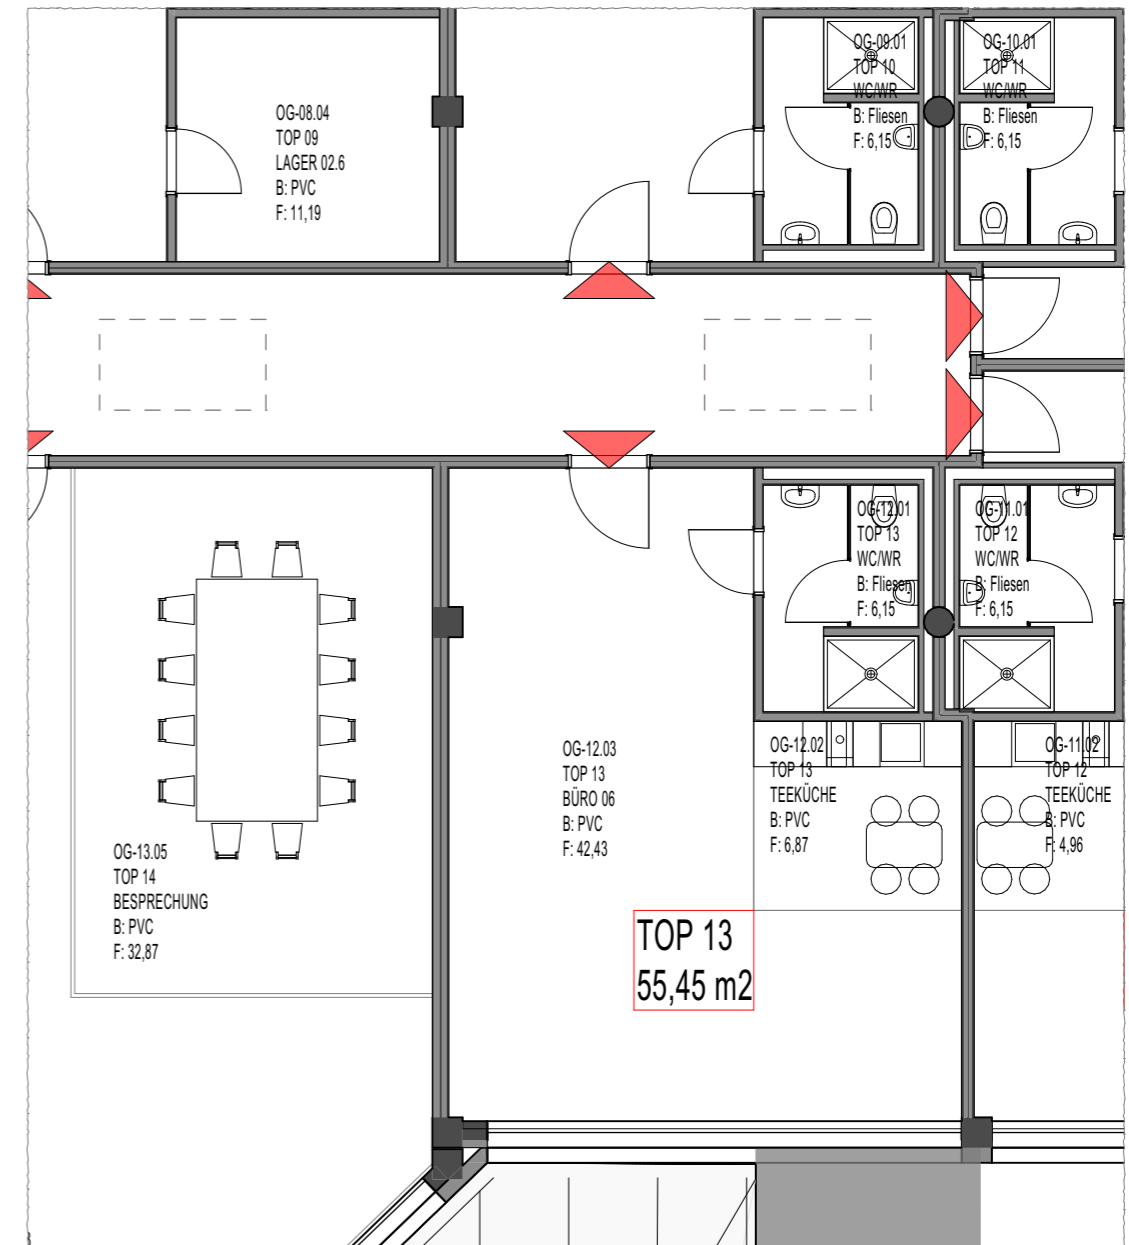 OG-08.04
TOP 09
LAGER 02.6
B: PVC
F: 11,19
OG-09.01
TOP 10
WC/WR
B: Fliesen
F: 6,15
OG-10.01
TOP 11
WC/WR
B: Fliesen
F: 6,15
OG-12.01
TOP 13
WC/WR
B: Fliesen
F: 6,15
OG-11.01
TOP 12
WC/WR
B: Fliesen
F: 6,15
OG-12.03
TOP 13
BÜRO 06
B: PVC
F: 42,43
OG-12.02
TOP 13
TEEKÜCHE
B: PVC
F: 6,87
OG-11.02
TOP 12
TEEKÜCHE
B: PVC
F: 4,96
OG-13.05
TOP 14
BESPRECHUNG
B: PVC
F: 32,87
TOP 13
55,45 m2